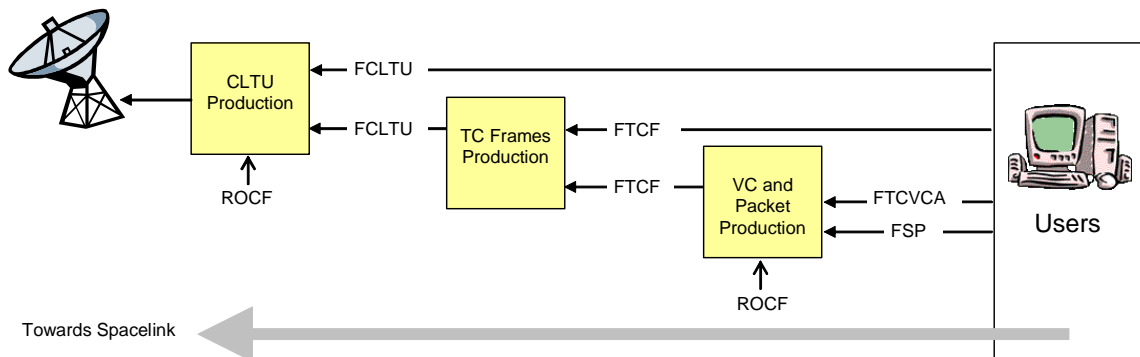 FCLTU
CLTU
Production
FCLTU
FTCF
TC Frames
Production
ROCF
FTCF
VC and
Packet
Production
FTCVCA
FSP
Users
ROCF
Towards Spacelink